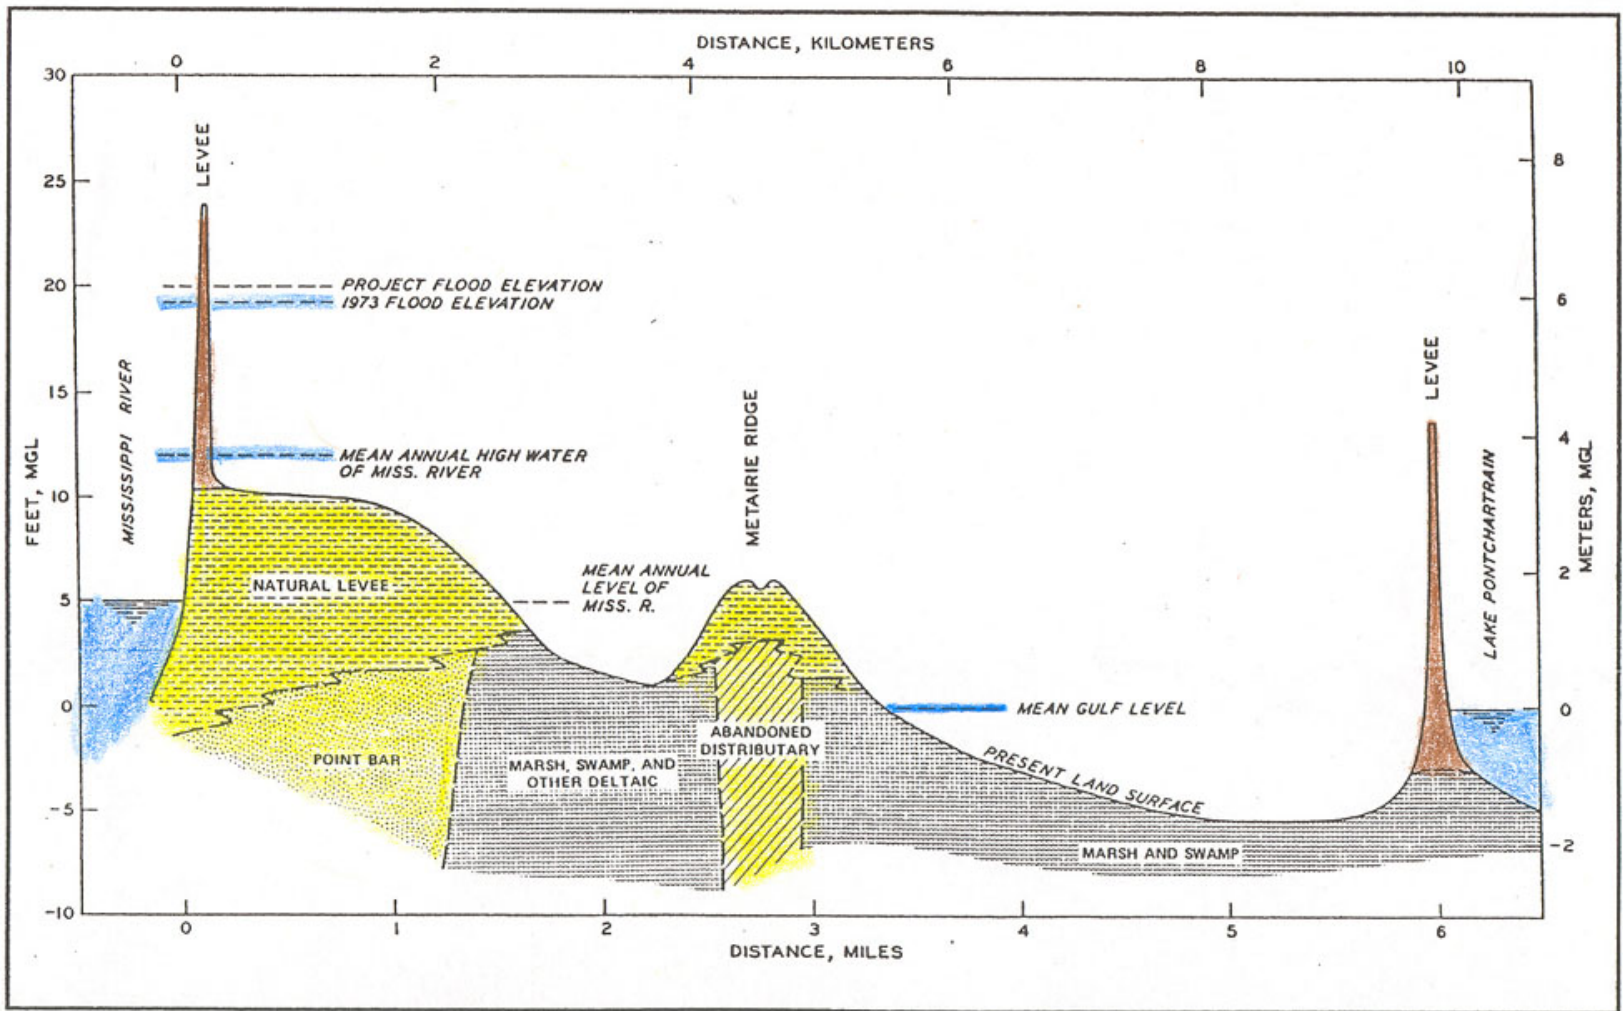 DISTANCE, KILOMETERS
0 2 4 6 8 10
30
25
20
15
10
5
0
-5
-10
FEET, MGL
8
6
4
2
0
-2
METERS, MGL
LEVEE
PROJECT FLOOD ELEVATION
1973 FLOOD ELEVATION
MISSISSIPPI RIVER
MEAN ANNUAL HIGH WATER
OF MISS. RIVER
NATURAL LEVEE
MEAN ANNUAL
LEVEL OF
MISS. R.
METAIRIE RIDGE
LEVEE
LAKE PONTCHARTRAIN
MEAN GULF LEVEL
POINT BAR
MARSH, SWAMP, AND
OTHER DELTAIC
ABANDONED
DISTRIBUTARY
PRESENT LAND SURFACE
MARSH AND SWAMP
0 1 2 3 4 5 6
DISTANCE, MILES